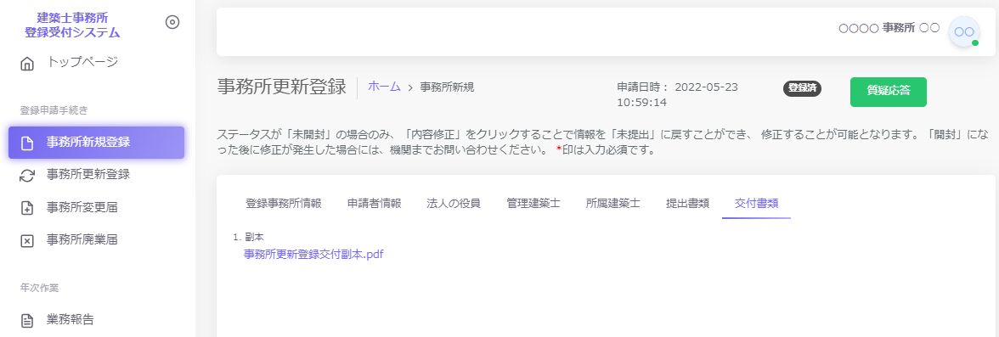 建築士事務所
登録受付システム
トップページ
登録申請手続き
事務所新規登録
事務所更新登録
事務所変更届
事務所廃業届
年次作業
業務報告
〇〇〇〇 事務所 〇〇
〇〇
事務所更新登録
ホーム > 事務所新規
申請日時： 2022-05-23
10:59:14
登録済
質疑応答
ステータスが「未開封」の場合のみ、「内容修正」をクリックすることで情報を「未提出」に戻すことができ、 修正することが可能となります。「開封」にな
った後に修正が発生した場合には、機関までお問い合わせください。 *印は入力必須です。
登録事務所情報 申請者情報 法人の役員 管理建築士 所属建築士 提出書類 交付書類
1. 副本
事務所更新登録交付副本.pdf